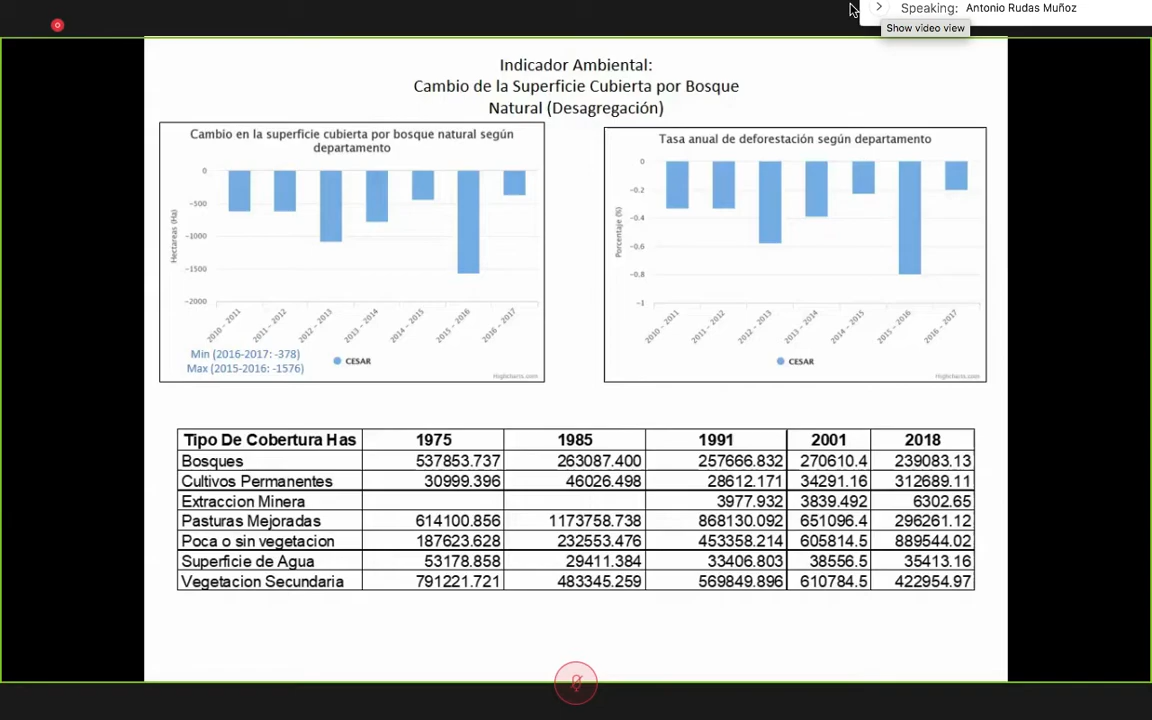 Speaking: Antonio Rudas Muñoz
Show video view
Indicador Ambiental:
Cambio de la Superficie Cubierta por Bosque
Natural (Desagregación)
Cambio en la superficie cubierta por bosque natural según
departamento
Hectareas (Ha)
0
-500
-1000
-1500
-2000
2010 - 2011
2011 - 2012
2012 - 2013
2013 - 2014
2014 - 2015
2015 - 2016
2016 - 2017
Min (2016-2017: -378)
Max (2015-2016: -1576)
CESAR
Highcharts.com
Tasa anual de deforestación según departamento
Porcentaje (%)
0
-0.2
-0.4
-0.6
-0.8
-1
2010 - 2011
2011 - 2012
2012 - 2013
2013 - 2014
2014 - 2015
2015 - 2016
2016 - 2017
CESAR
Highcharts.com
Tipo De Cobertura Has 1975 1985 1991 2001 2018
Bosques 537853.737 263087.400 257666.832 270610.4 239083.13
Cultivos Permanentes 30999.396 46026.498 28612.171 34291.16 312689.11
Extraccion Minera 3977.932 3839.492 6302.65
Pasturas Mejoradas 614100.856 1173758.738 868130.092 651096.4 296261.12
Poca o sin vegetacion 187623.628 232553.476 453358.214 605814.5 889544.02
Superficie de Agua 53178.858 29411.384 33406.803 38556.5 35413.16
Vegetacion Secundaria 791221.721 483345.259 569849.896 610784.5 422954.97